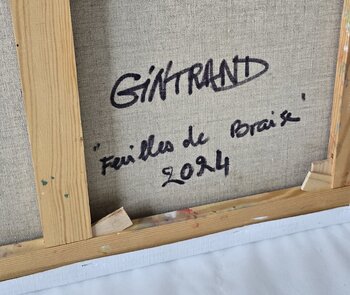 GiNTRAND
"Feuilles de Braise"
2024